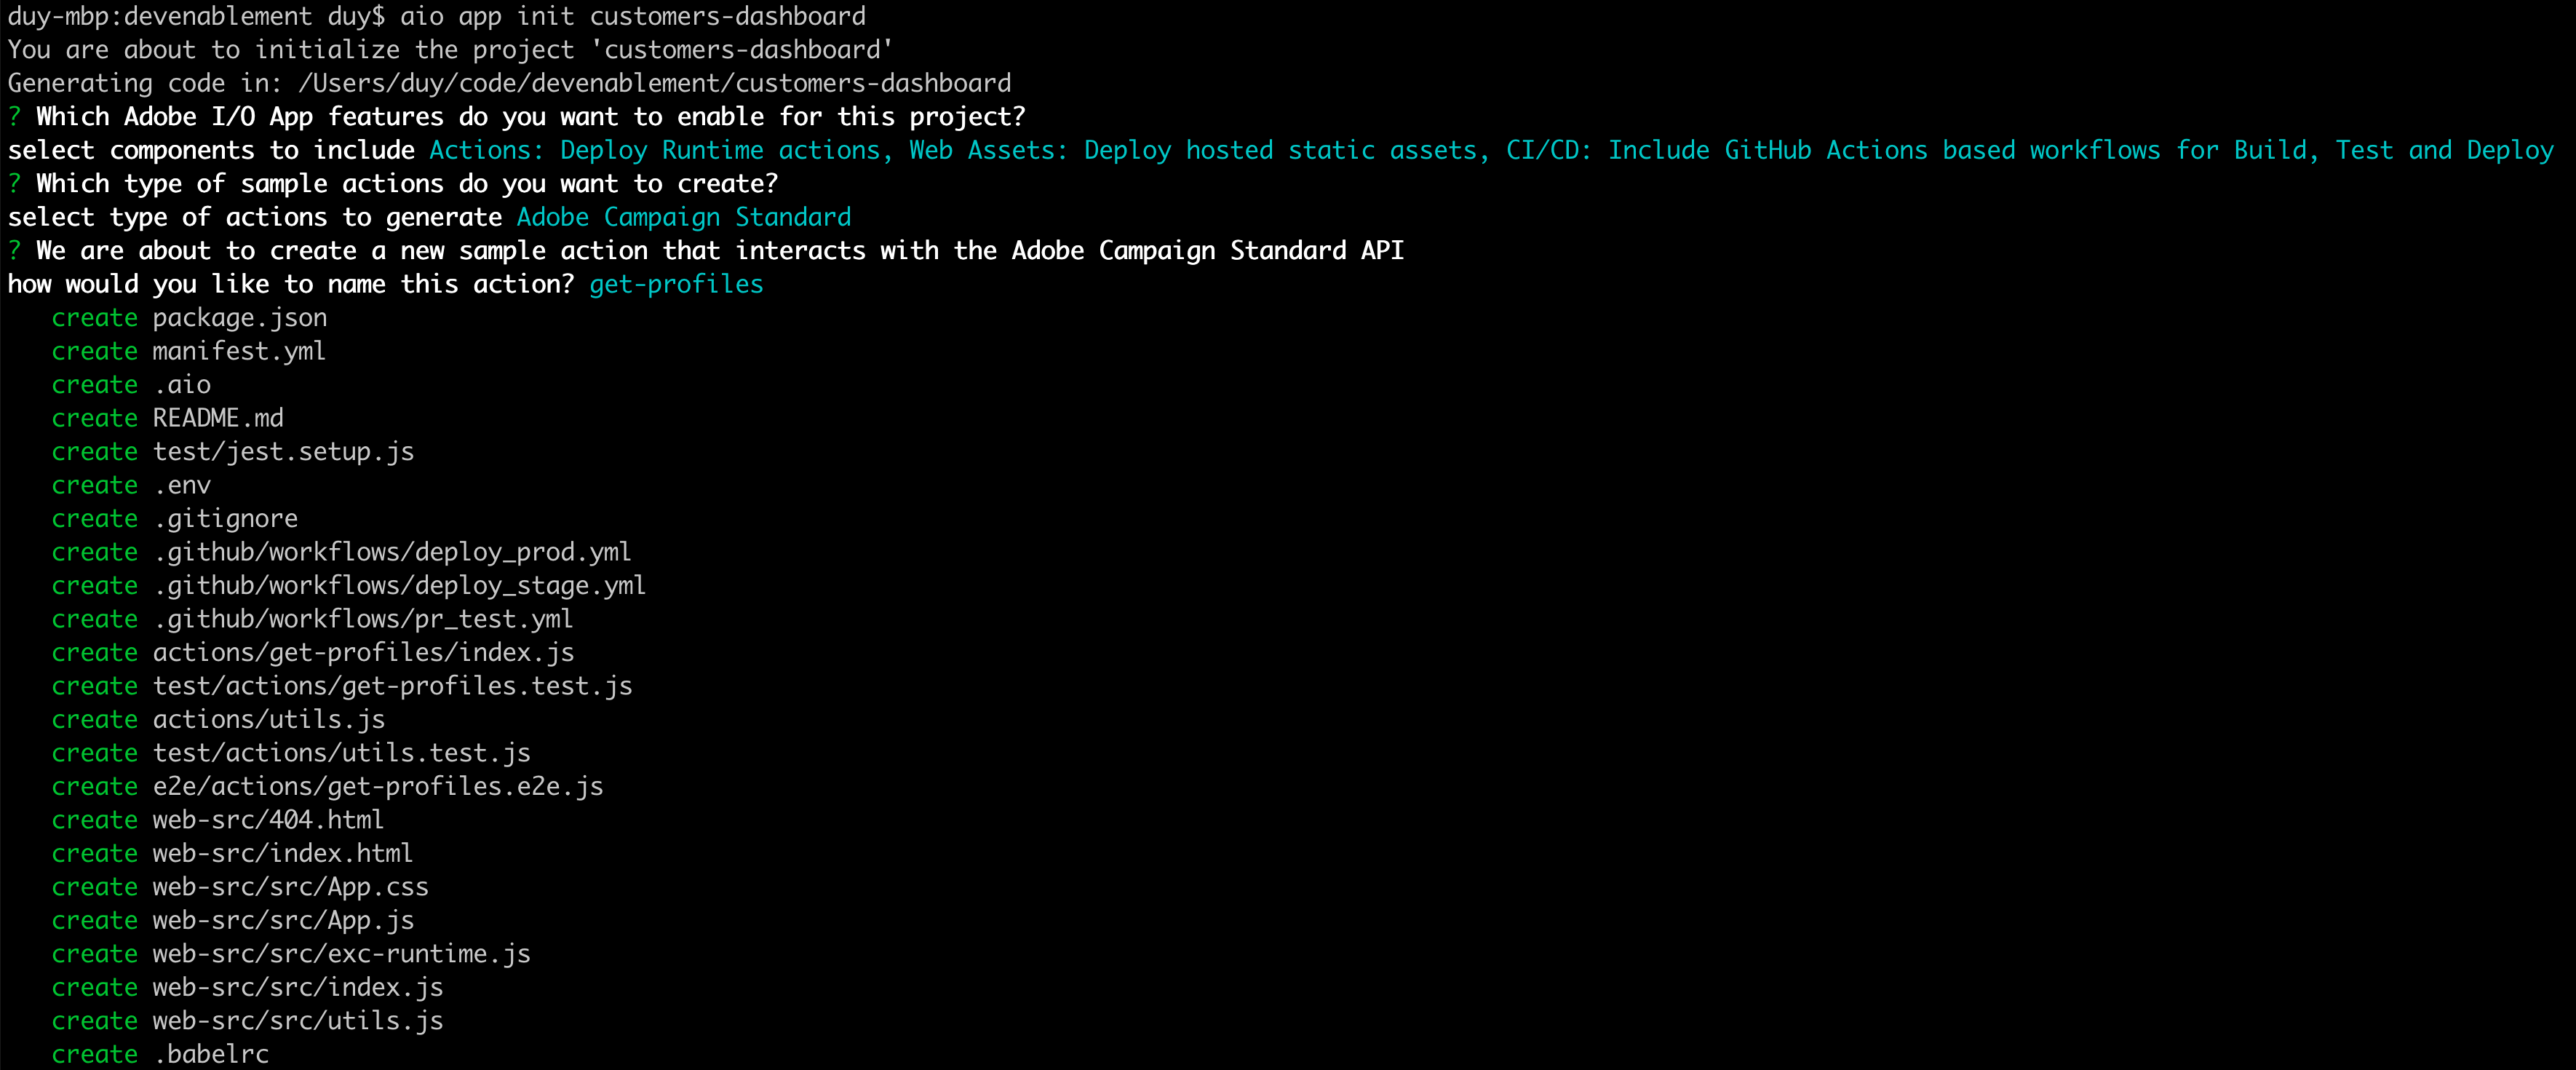 duy-mbp:devenablement duy$ aio app init customers-dashboard
You are about to initialize the project 'customers-dashboard'
Generating code in: /Users/duy/code/devenablement/customers-dashboard
? Which Adobe I/O App features do you want to enable for this project?
select components to include Actions: Deploy Runtime actions, Web Assets: Deploy hosted static assets, CI/CD: Include GitHub Actions based workflows for Build, Test and Deploy
? Which type of sample actions do you want to create?
select type of actions to generate Adobe Campaign Standard
? We are about to create a new sample action that interacts with the Adobe Campaign Standard API
how would you like to name this action? get-profiles
create package.json
create manifest.yml
create .aio
create README.md
create test/jest.setup.js
create .env
create .gitignore
create .github/workflows/deploy_prod.yml
create .github/workflows/deploy_stage.yml
create .github/workflows/pr_test.yml
create actions/get-profiles/index.js
create test/actions/get-profiles.test.js
create actions/utils.js
create test/actions/utils.test.js
create e2e/actions/get-profiles.e2e.js
create web-src/404.html
create web-src/index.html
create web-src/src/App.css
create web-src/src/App.js
create web-src/src/exc-runtime.js
create web-src/src/index.js
create web-src/src/utils.js
create .babelrc